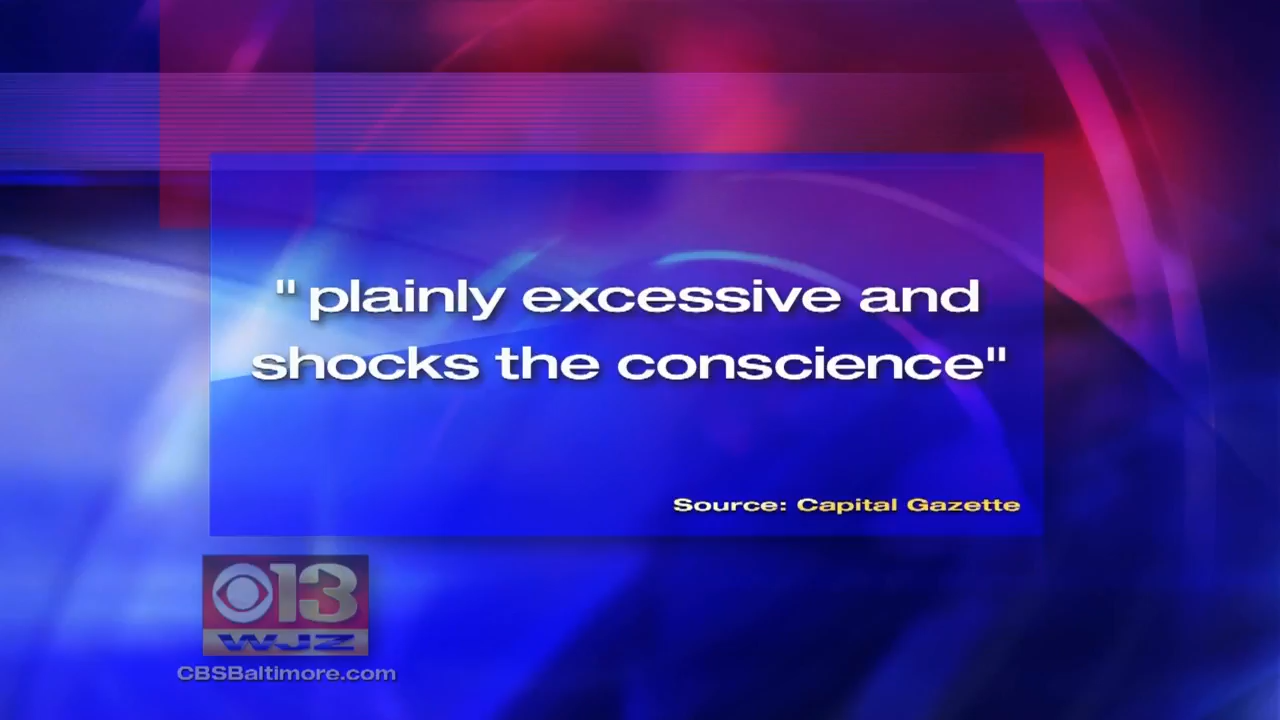 " plainly excessive and
shocks the conscience"
Source: Capital Gazette
13
WJZ
CBSBaltimore.com